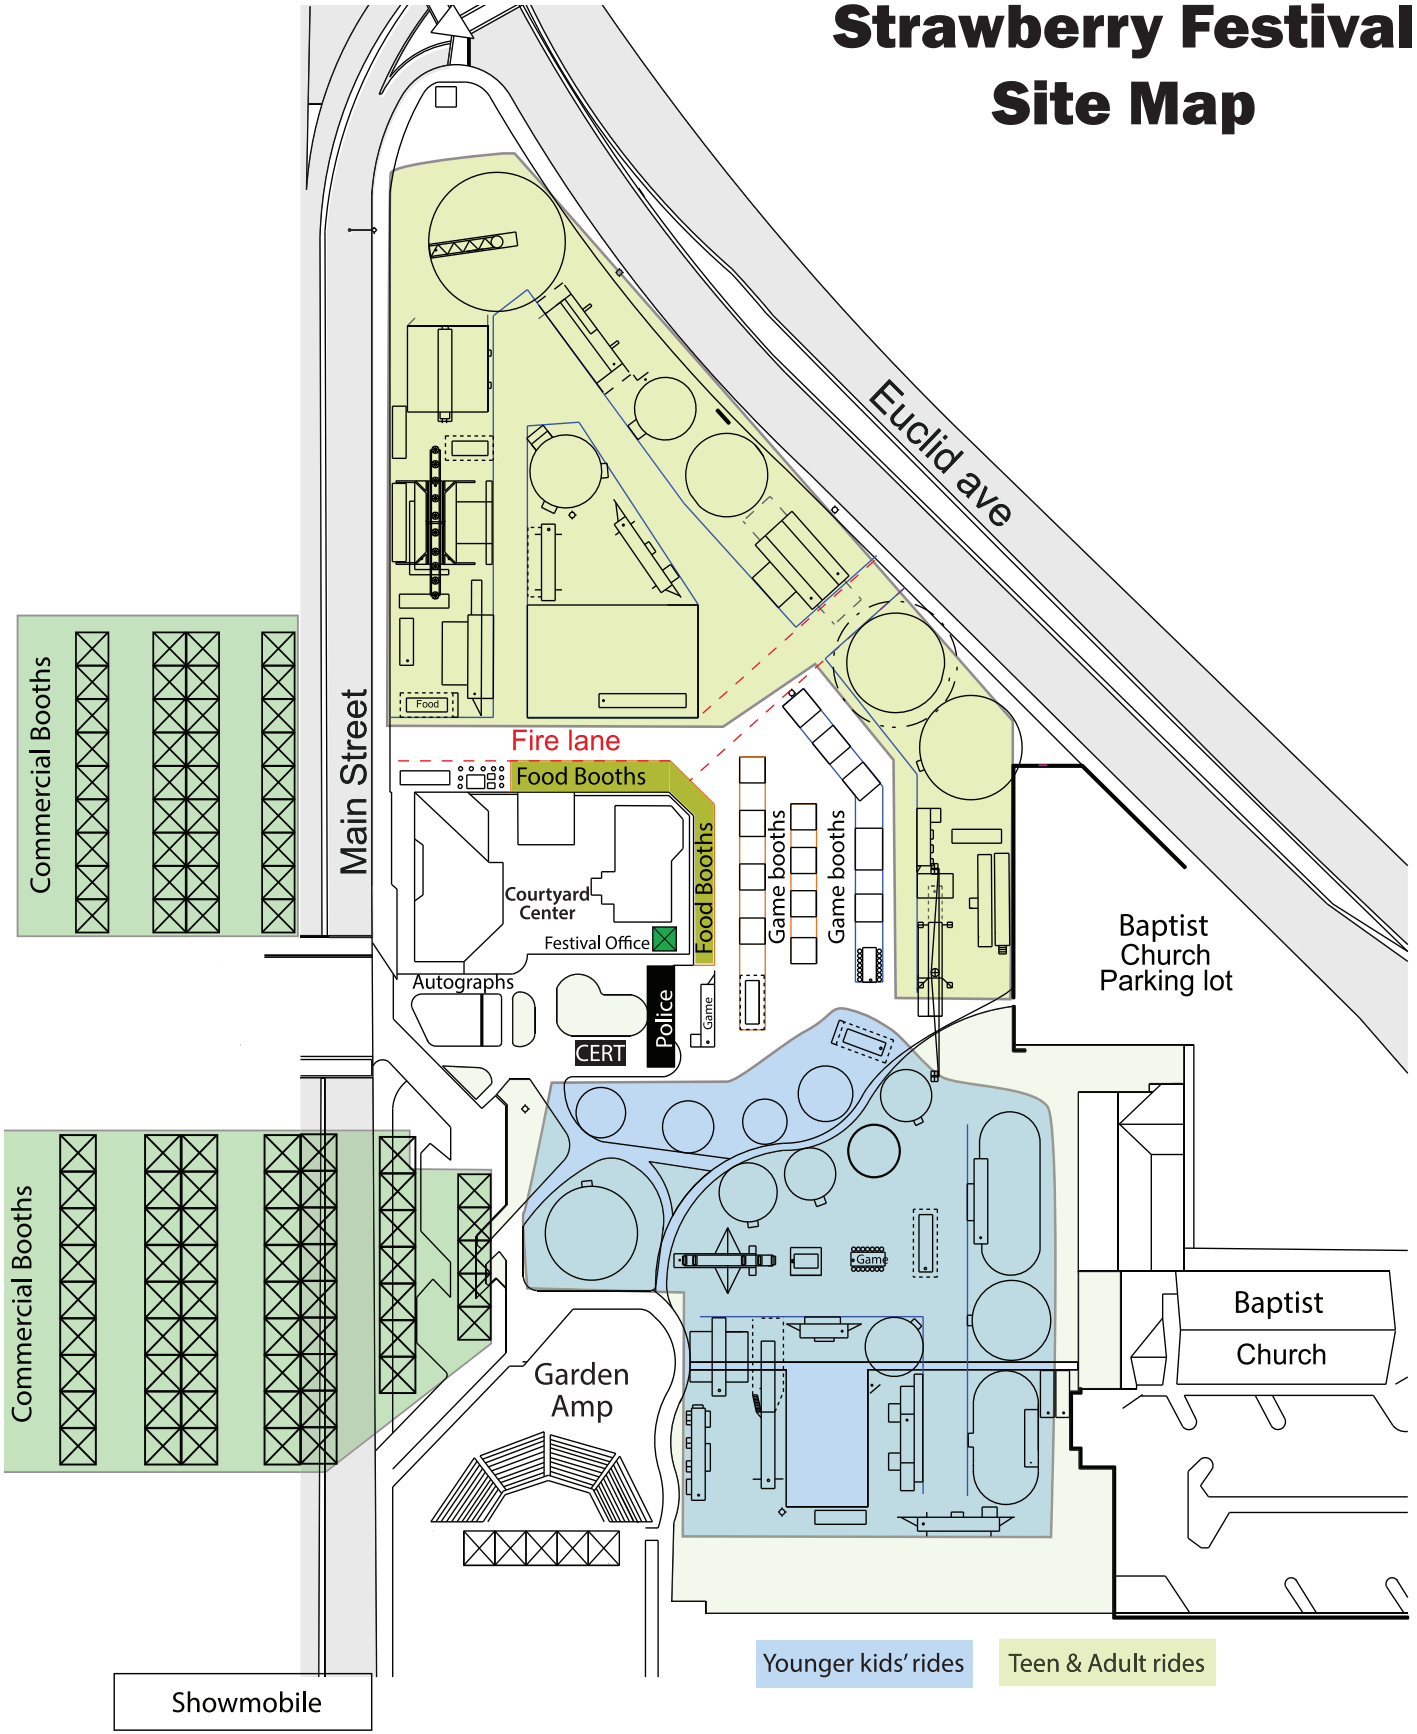 Strawberry Festival
Site Map
Euclid ave
Commercial Booths
Main Street
Food
Fire lane
Food Booths
Food Booths
Game booths
Game booths
Courtyard
Center
Festival Office
Baptist
Church
Parking lot
Autographs
Police
Game
CERT
Commercial Booths
Game
Baptist
Church
Garden
Amp
Younger kids' rides
Teen & Adult rides
Showmobile